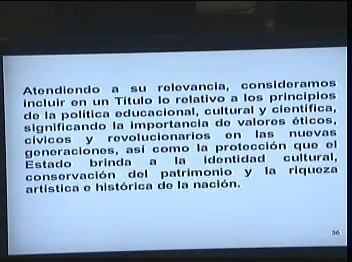 Atendiendo a su relevancia, consideramos
incluir en un Título lo relativo a los principios
de la política educacional, cultural y científica,
significando la importancia de valores éticos,
cívicos y revolucionarios en las nuevas
generaciones, así como la protección que el
Estado brinda a la identidad cultural,
conservación del patrimonio y la riqueza
artística e histórica de la nación.
36